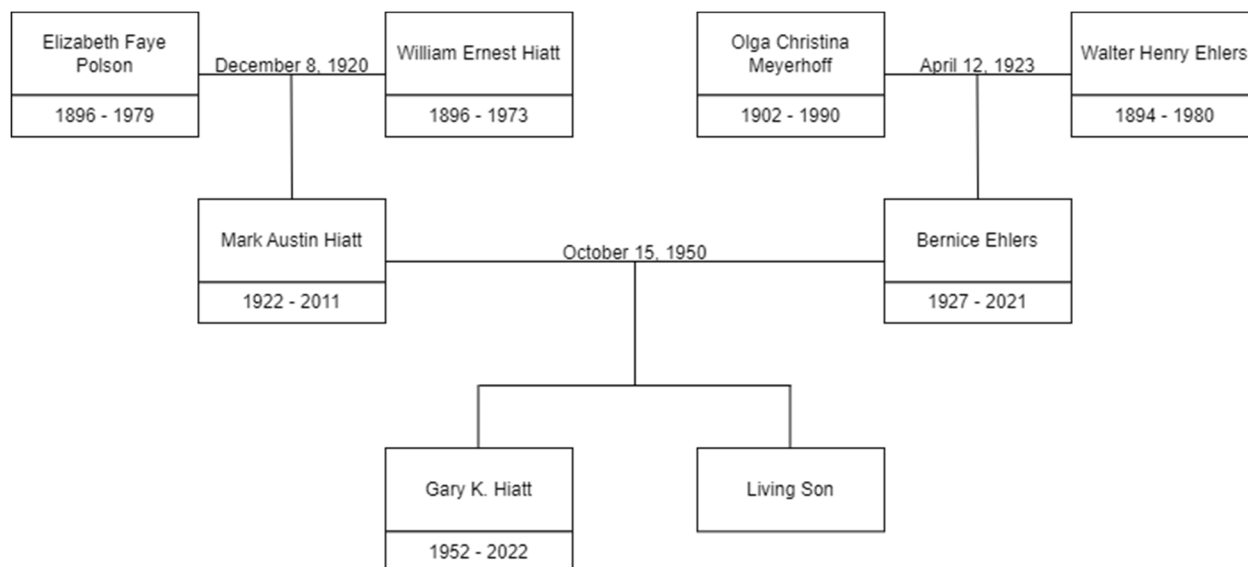 Elizabeth Faye
Polson
December 8, 1920
William Ernest Hiatt
Olga Christina
Meyerhoff
April 12, 1923
Walter Henry Ehlers
1896 - 1979
1896 - 1973
1902 - 1990
1894 - 1980
Mark Austin Hiatt
October 15, 1950
Bernice Ehlers
1922 - 2011
1927 - 2021
Gary K. Hiatt
Living Son
1952 - 2022